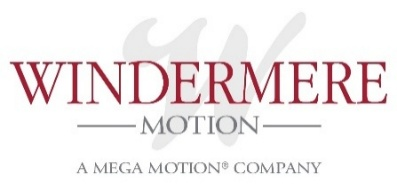 W
WINDERMERE
MOTION
A MEGA MOTION® COMPANY